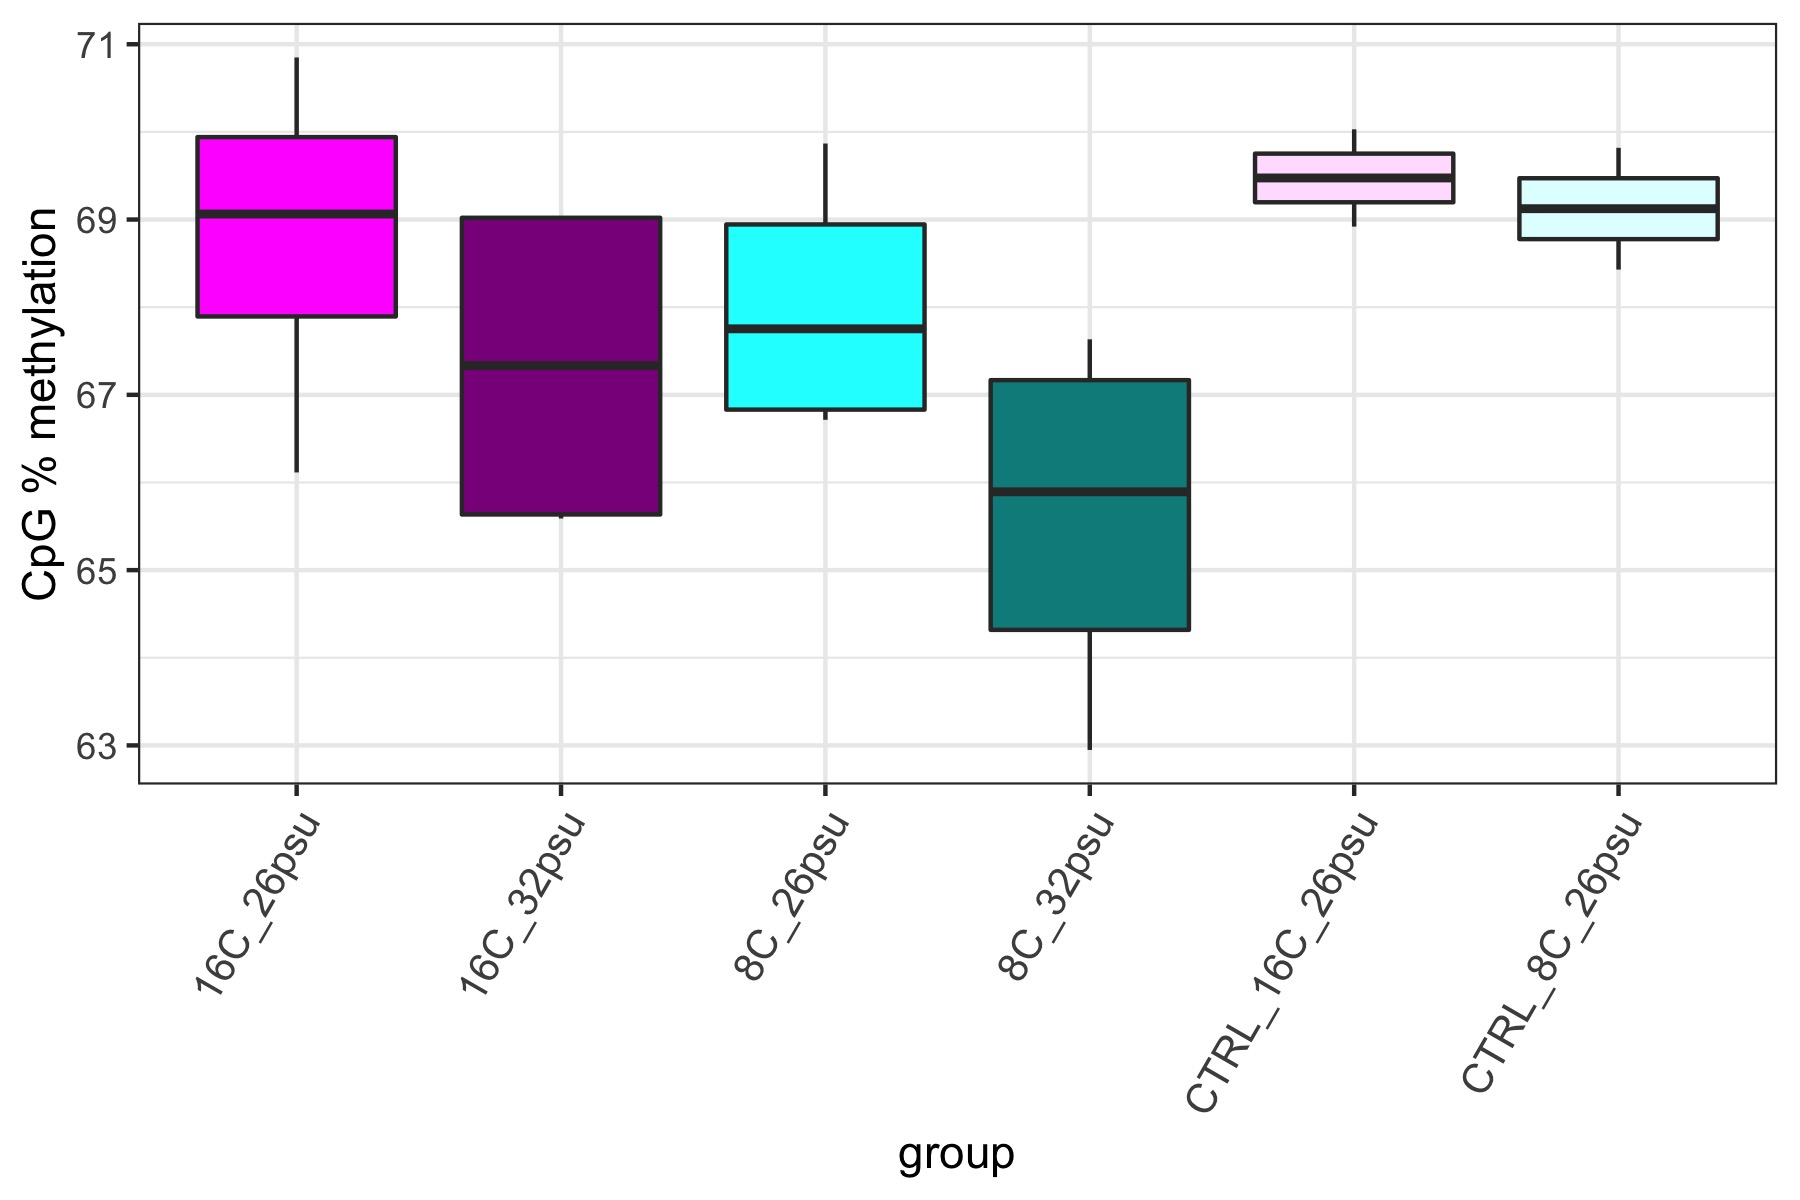 CpG % methylation
71
69
67
65
63
16C_26psu
16C_32psu
8C_26psu
8C_32psu
CTRL_16C_26psu
CTRL_8C_26psu
group